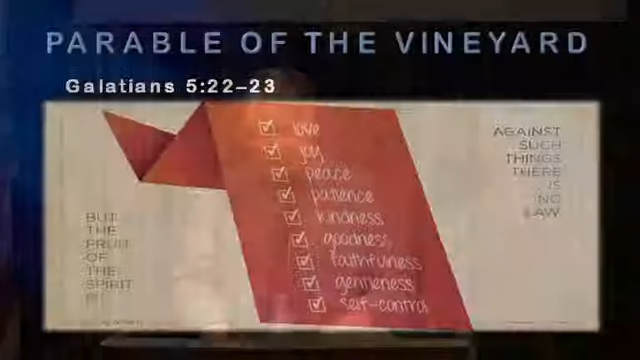 PARABLE OF THE VINEYARD
Galatians 5:22–23
BUT
THE
FRUIT
OF
THE
SPIRIT
IS
love
joy
peace
patience
kindness
goodness
faithfulness
gentleness
self-control
AGAINST
SUCH
THINGS
THERE
IS
NO
LAW